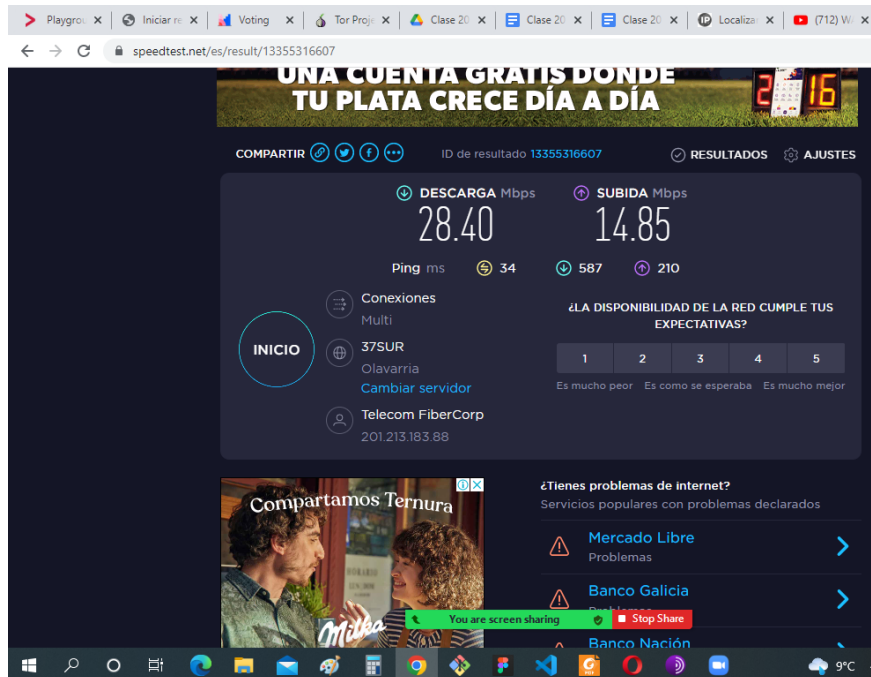 Playgrou
Iniciar re
Voting
Tor Proje
Clase 20
Clase 20
Clase 20
Localizar
(712) W
speedtest.net/es/result/13355316607
UNA CUENTA GRATIS DONDE
TU PLATA CRECE DÍA A DÍA
2 16
COMPARTIR
ID de resultado 13355316607
RESULTADOS
AJUSTES
DESCARGA Mbps
28.40
SUBIDA Mbps
14.85
Ping ms 34 587 210
Conexiones
Multi
37SUR
Olavarria
Cambiar servidor
Telecom FiberCorp
201.213.183.88
INICIO
¿LA DISPONIBILIDAD DE LA RED CUMPLE TUS
EXPECTATIVAS?
1 2 3 4 5
Es mucho peor Es como se esperaba Es mucho mejor
Compartamos Ternura
HORARIO
Milka
¿Tienes problemas de internet?
Servicios populares con problemas declarados
Mercado Libre
Problemas
Banco Galicia
Banco Nación
You are screen sharing
Stop Share
9°C